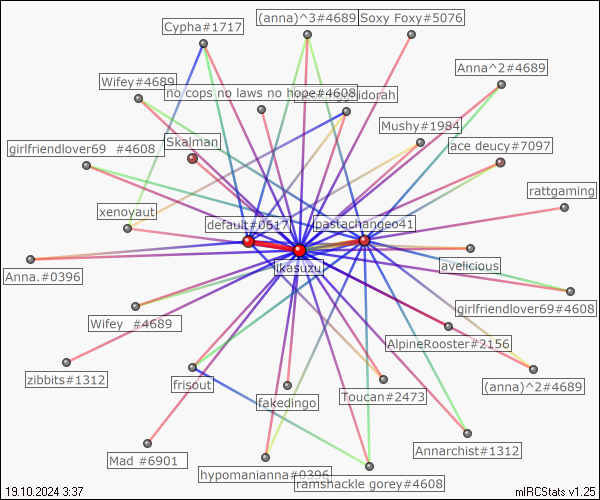 (anna)^3#4689
Soxy Foxy#5076
Cypha#1717
Anna^2#4689
Wifey#4689
no cops no laws no hope#4608
idorah
Mushy#1984
Skalman
ace deucy#7097
girlfriendlover69 #4608
rattgaming
xenoyaut
default#0617
pastachangeo41
ikasuzu
avelicious
Anna.#0396
girlfriendlover69#4608
Wifey #4689
AlpineRooster#2156
zibbits#1312
frisout
(anna)^2#4689
fakedingo
Toucan#2473
Annarchist#1312
Mad #6901
hypomanianna#0396
ramshackle gorey#4608
19.10.2024 3:37
mIRCStats v1.25